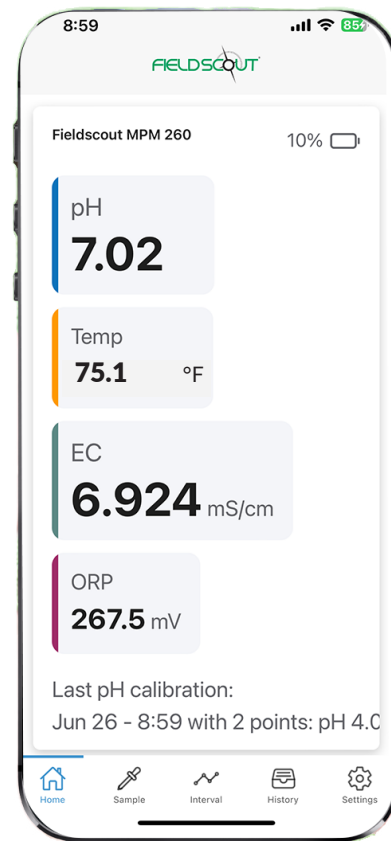 8:59
85
FIELDSCOUT
Fieldscout MPM 260
10%
pH
7.02
Temp
75.1 °F
EC
6.924 mS/cm
ORP
267.5 mV
Last pH calibration:
Jun 26 - 8:59 with 2 points: pH 4.0
Home Sample Interval History Settings